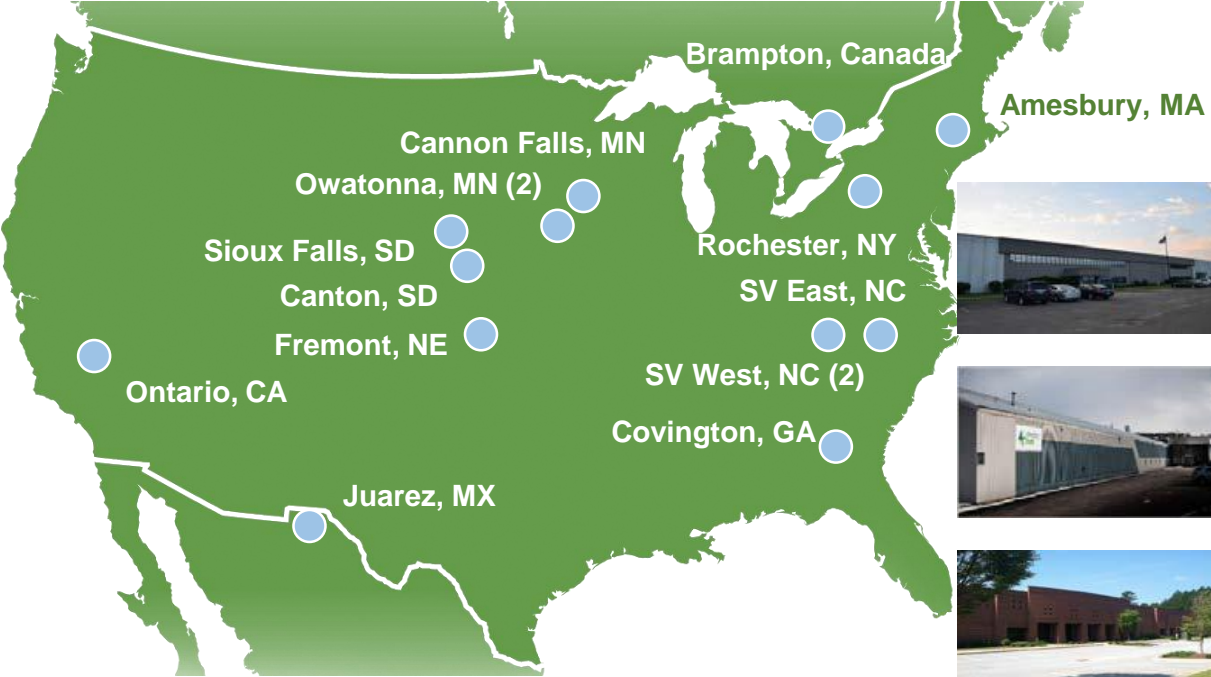 Brampton, Canada
Amesbury, MA
Cannon Falls, MN
Owatonna, MN (2)
Sioux Falls, SD
Rochester, NY
Canton, SD
SV East, NC
Fremont, NE
SV West, NC (2)
Ontario, CA
Covington, GA
Juarez, MX